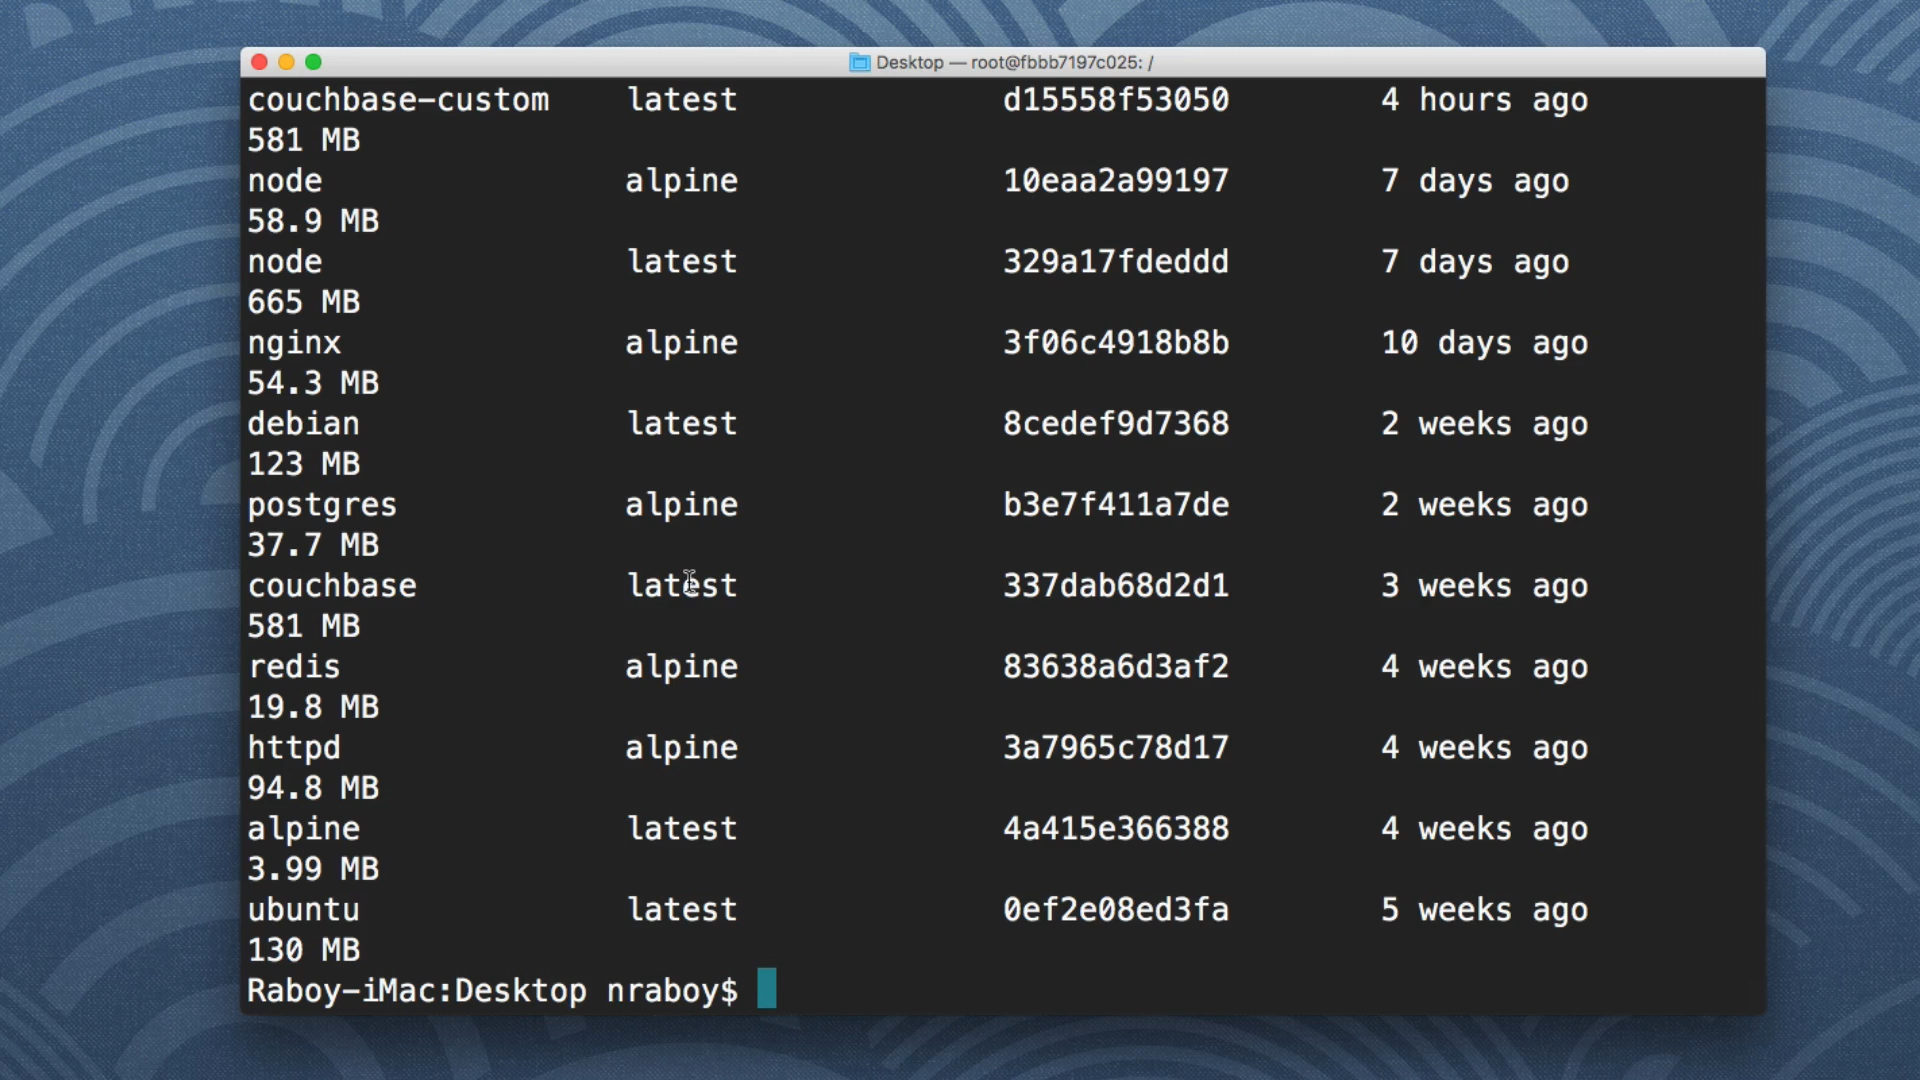 Desktop — root@fbbb7197c025: /
couchbase-custom latest d15558f53050 4 hours ago
581 MB
node alpine 10eaa2a99197 7 days ago
58.9 MB
node latest 329a17fdeddd 7 days ago
665 MB
nginx alpine 3f06c4918b8b 10 days ago
54.3 MB
debian latest 8cedef9d7368 2 weeks ago
123 MB
postgres alpine b3e7f411a7de 2 weeks ago
37.7 MB
couchbase latest 337dab68d2d1 3 weeks ago
581 MB
redis alpine 83638a6d3af2 4 weeks ago
19.8 MB
httpd alpine 3a7965c78d17 4 weeks ago
94.8 MB
alpine latest 4a415e366388 4 weeks ago
3.99 MB
ubuntu latest 0ef2e08ed3fa 5 weeks ago
130 MB
Raboy-iMac:Desktop nraboy$